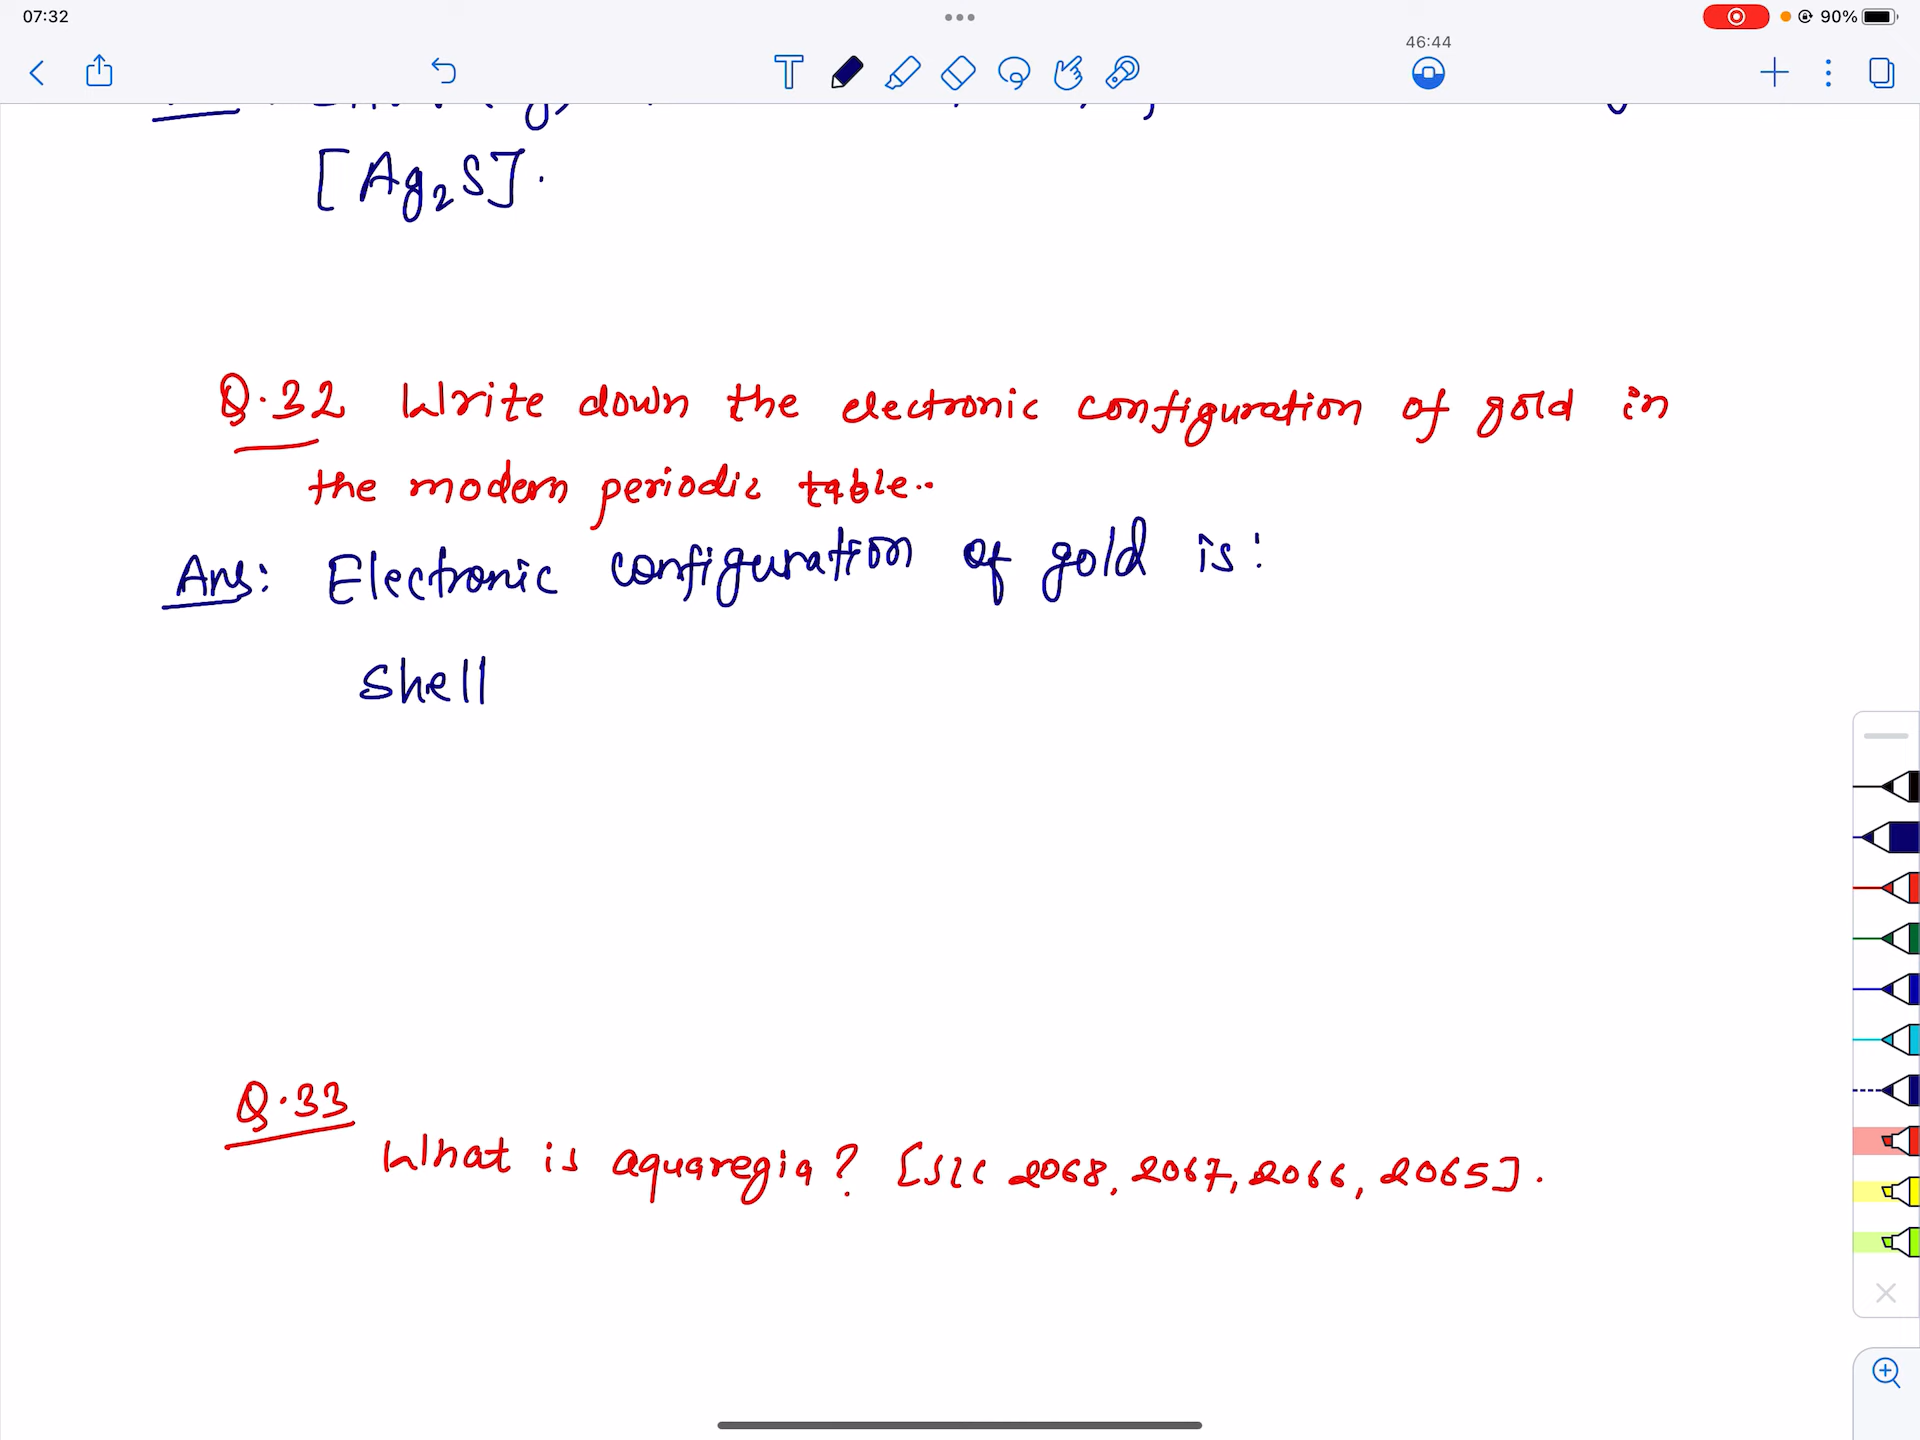 07:32
90%
46:44
[Ag₂S].
Q.32 Write down the electronic configuration of gold in
the modern periodic table..
Ans: Electronic configuration of gold is:
Shell
Q.33
What is aquaregia? [SLC 2068, 2067, 2066, 2065].